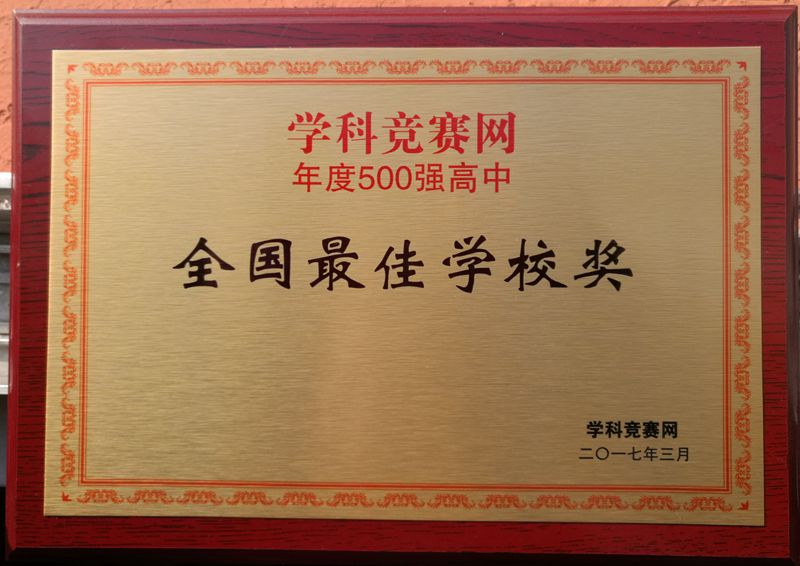 学科竞赛网
年度500强高中
全国最佳学校奖
学科竞赛网
二〇一七年三月